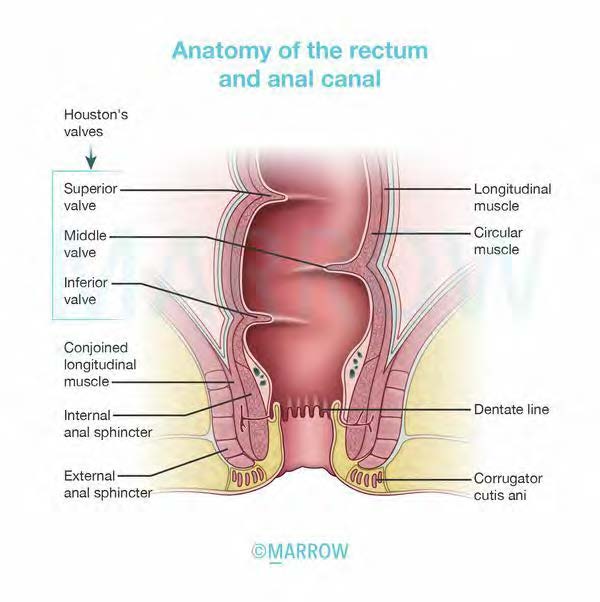 Anatomy of the rectum
and anal canal
Houston's
valves
Superior
valve
Middle
valve
Inferior
valve
Conjoined
longitudinal
muscle
Internal
anal sphincter
External
anal sphincter
Longitudinal
muscle
Circular
muscle
Dentate line
Corrugator
cutis ani
MARROW
©MARROW